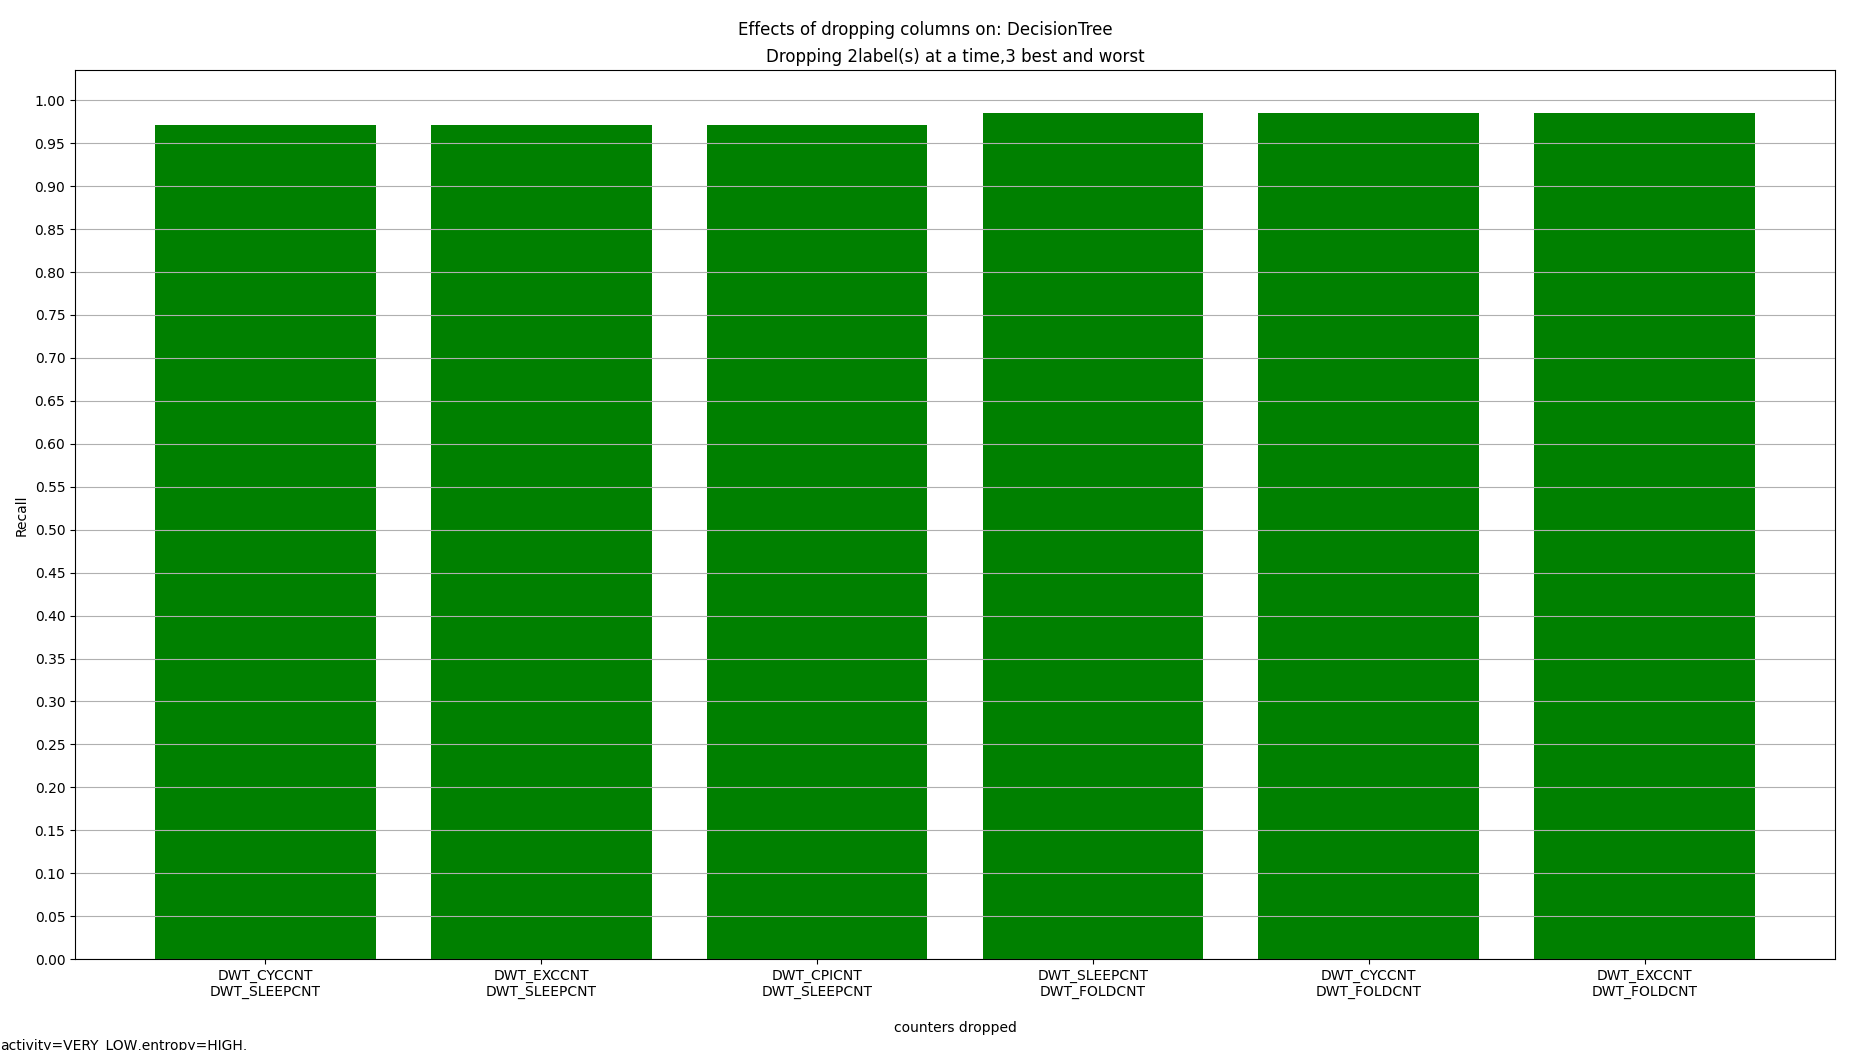 Effects of dropping columns on: DecisionTree
Dropping 2label(s) at a time,3 best and worst
1.00
0.95
0.90
0.85
0.80
0.75
0.70
0.65
0.60
0.55
0.50
0.45
0.40
0.35
0.30
0.25
0.20
0.15
0.10
0.05
0.00
Recall
DWT_CYCCNT
DWT_SLEEPCNT
DWT_EXCCNT
DWT_SLEEPCNT
DWT_CPICNT
DWT_SLEEPCNT
DWT_SLEEPCNT
DWT_FOLDCNT
DWT_CYCCNT
DWT_FOLDCNT
DWT_EXCCNT
DWT_FOLDCNT
counters dropped
activity=VERY_LOW,entropy=HIGH,